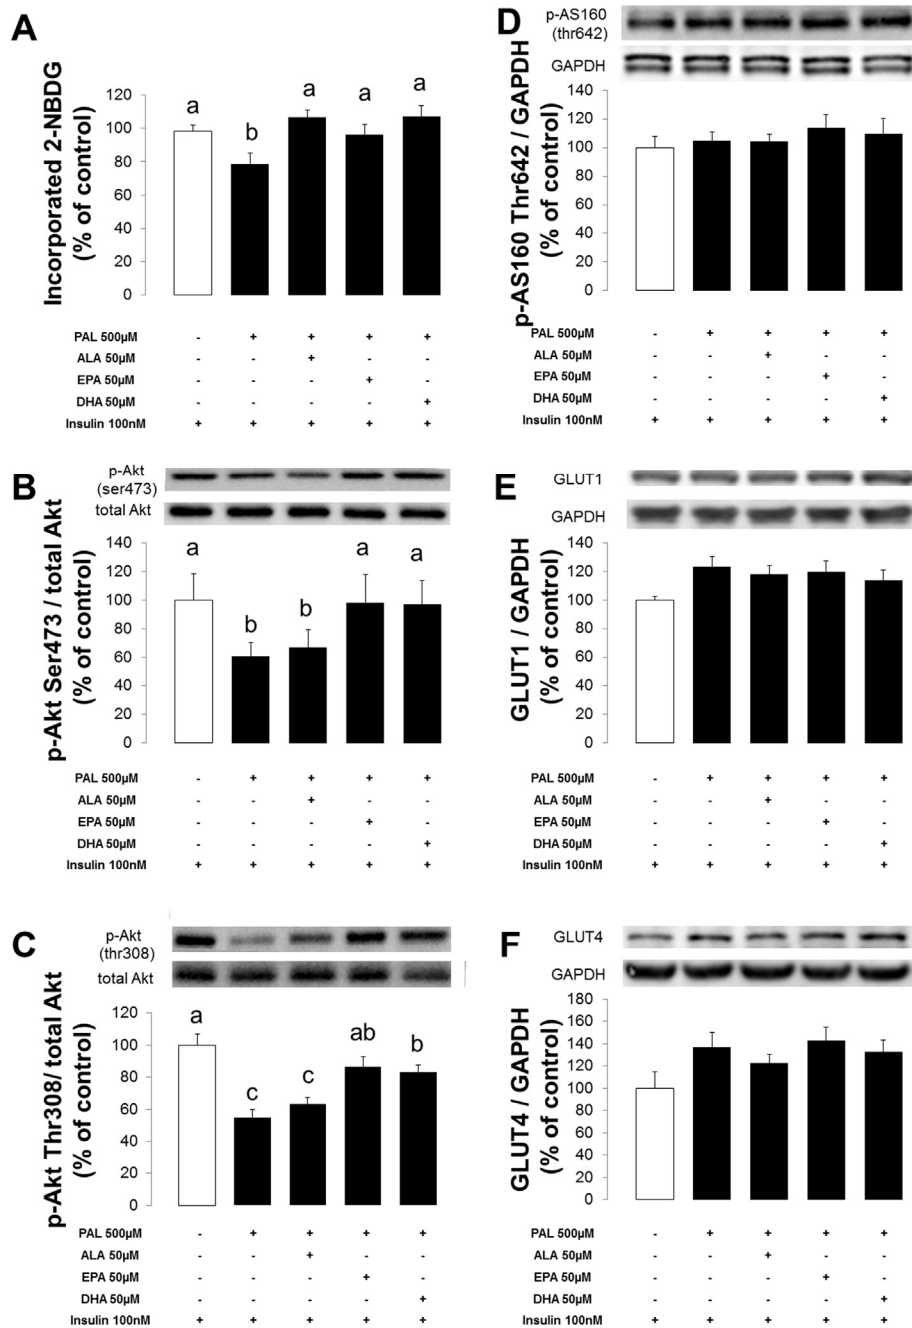 A
Incorporated 2-NBDG
(% of control)
120
100
80
60
40
20
0
a
b
a
a
a
PAL 500µM - + + + +
ALA 50µM - - + - -
EPA 50µM - - - + -
DHA 50µM - - - - +
Insulin 100nM + + + + +
B
p-Akt
(ser473)
total Akt
p-Akt Ser473 / total Akt
(% of control)
140
120
100
80
60
40
20
0
a
b
b
a
a
PAL 500µM - + + + +
ALA 50µM - - + - -
EPA 50µM - - - + -
DHA 50µM - - - - +
Insulin 100nM + + + + +
C
p-Akt
(thr308)
total Akt
p-Akt Thr308/ total Akt
(% of control)
120
100
80
60
40
20
0
a
c
c
ab
b
PAL 500µM - + + + +
ALA 50µM - - + - -
EPA 50µM - - - + -
DHA 50µM - - - - +
Insulin 100nM + + + + +
D
p-AS160
(thr642)
GAPDH
p-AS160 Thr642 / GAPDH
(% of control)
140
120
100
80
60
40
20
0
PAL 500µM - + + + +
ALA 50µM - - + - -
EPA 50µM - - - + -
DHA 50µM - - - - +
Insulin 100nM + + + + +
E
GLUT1
GAPDH
GLUT1 / GAPDH
(% of control)
140
120
100
80
60
40
20
0
PAL 500µM - + + + +
ALA 50µM - - + - -
EPA 50µM - - - + -
DHA 50µM - - - - +
Insulin 100nM + + + + +
F
GLUT4
GAPDH
GLUT4 / GAPDH
(% of control)
180
160
140
120
100
80
60
40
20
0
PAL 500µM - + + + +
ALA 50µM - - + - -
EPA 50µM - - - + -
DHA 50µM - - - - +
Insulin 100nM + + + + +